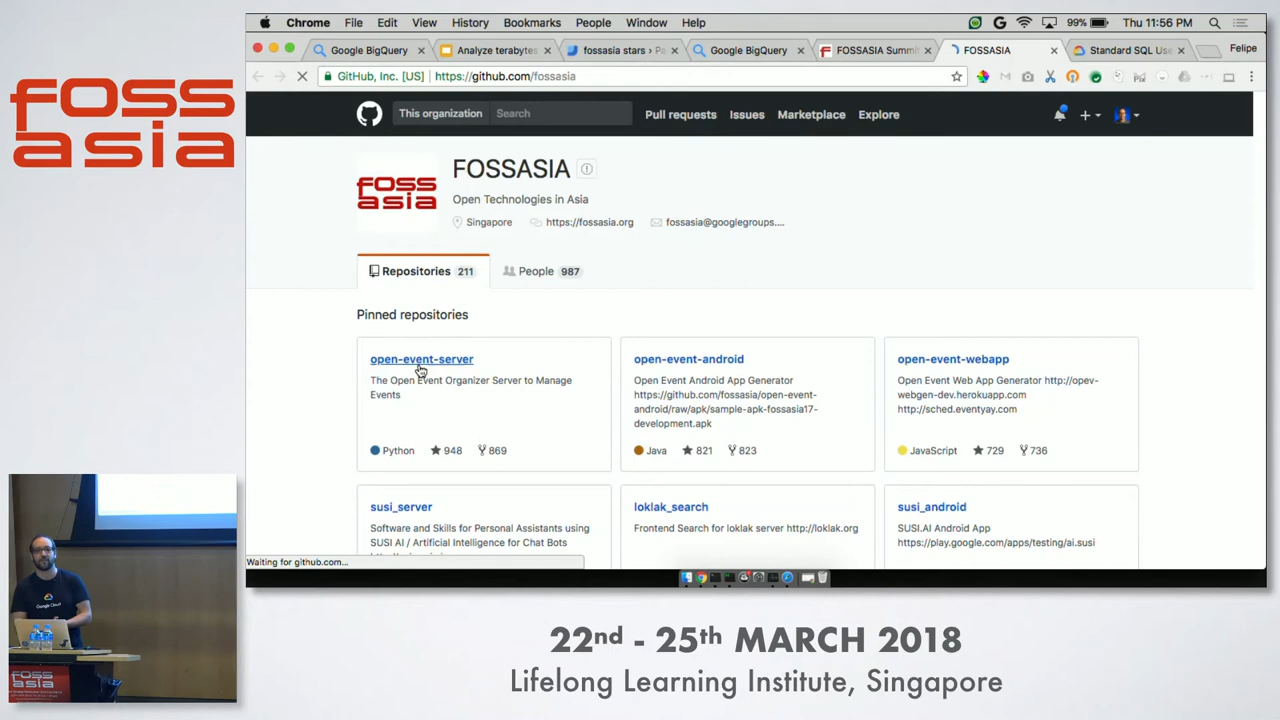 foss
asia
Chrome File Edit View History Bookmarks People Window Help
99% Thu 11:56 PM
Google BigQuery
Analyze terabytes
fossasia stars › Pa
Google BigQuery
FOSSASIA Summi
FOSSASIA
Standard SQL Use
Felipe
GitHub, Inc. [US] https://github.com/fossasia
This organization Search
Pull requests Issues Marketplace Explore
foss
asia
FOSSASIA
Open Technologies in Asia
Singapore https://fossasia.org fossasia@googlegroups....
Repositories 211 People 987
Pinned repositories
open-event-server
The Open Event Organizer Server to Manage
Events
Python 948 869
open-event-android
Open Event Android App Generator
https://github.com/fossasia/open-event-
android/raw/apk/sample-apk-fossasia17-
development.apk
Java 821 823
open-event-webapp
Open Event Web App Generator http://opev-
webgen-dev.herokuapp.com
http://sched.eventyay.com
JavaScript 729 736
susi_server
Software and Skills for Personal Assistants using
SUSI AI / Artificial Intelligence for Chat Bots
loklak_search
Frontend Search for loklak server http://loklak.org
susi_android
SUSI.AI Android App
https://play.google.com/apps/testing/ai.susi
Waiting for github.com...
Google Cloud
foss
asia
22nd - 25th MARCH 2018
Lifelong Learning Institute, Singapore